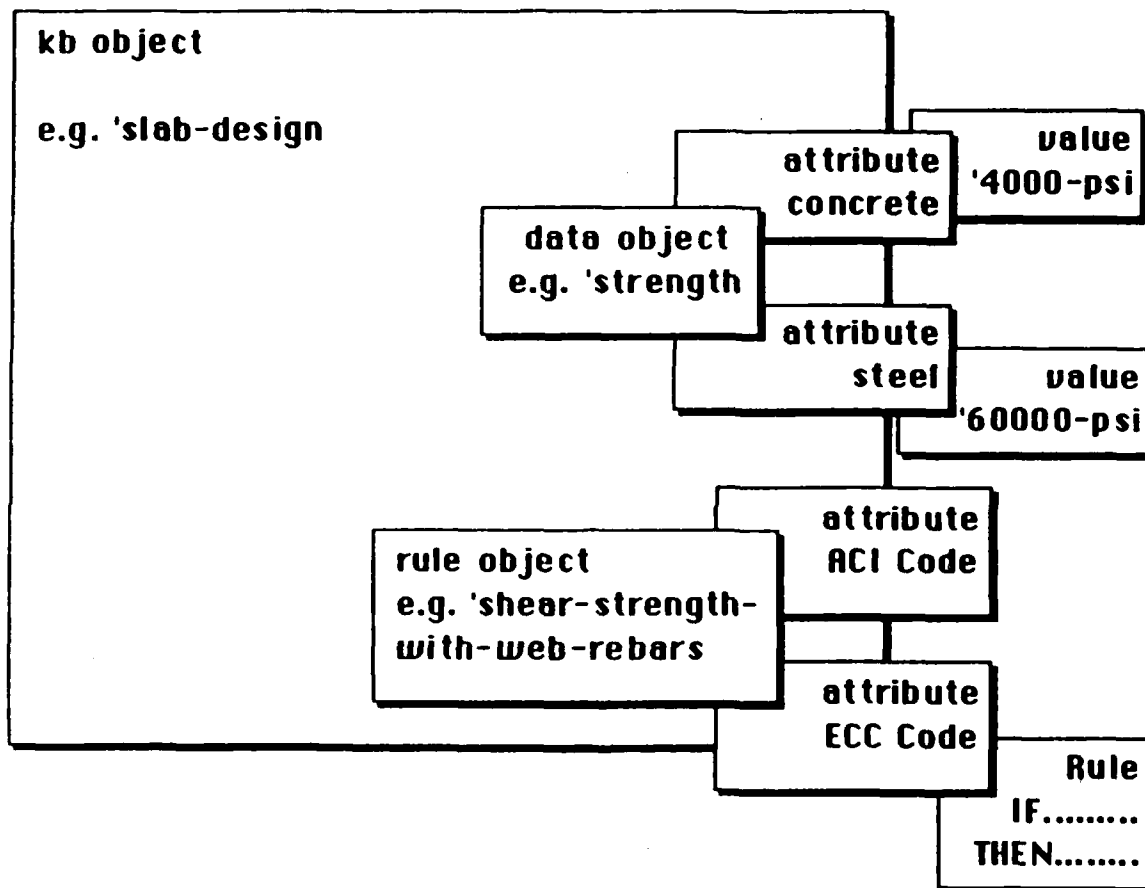 kb object
e.g. 'slab-design
attribute
concrete
value
'4000-psi
data object
e.g. 'strength
attribute
steel
value
'60000-psi
attribute
ACI Code
rule object
e.g. 'shear-strength-
with-web-rebars
attribute
ECC Code
Rule
IF.........
THEN........